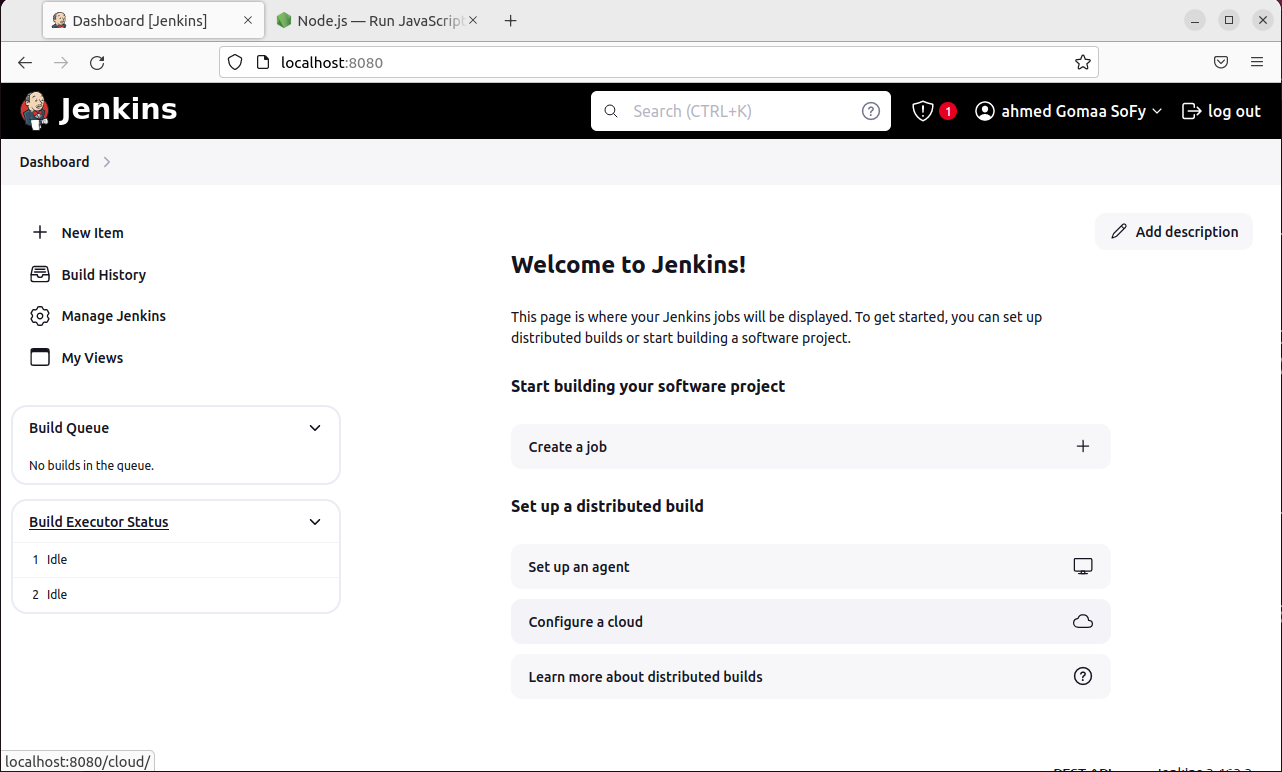 Dashboard [Jenkins]
Node.js — Run JavaScript
localhost:8080
Jenkins
Search (CTRL+K)
1
ahmed Gomaa SoFy
log out
Dashboard
New Item
Add description
Build History
Manage Jenkins
My Views
Welcome to Jenkins!
This page is where your Jenkins jobs will be displayed. To get started, you can set up
distributed builds or start building a software project.
Start building your software project
Build Queue
Create a job
No builds in the queue.
Set up a distributed build
Build Executor Status
1 Idle
2 Idle
Set up an agent
Configure a cloud
Learn more about distributed builds
localhost:8080/cloud/
REST API